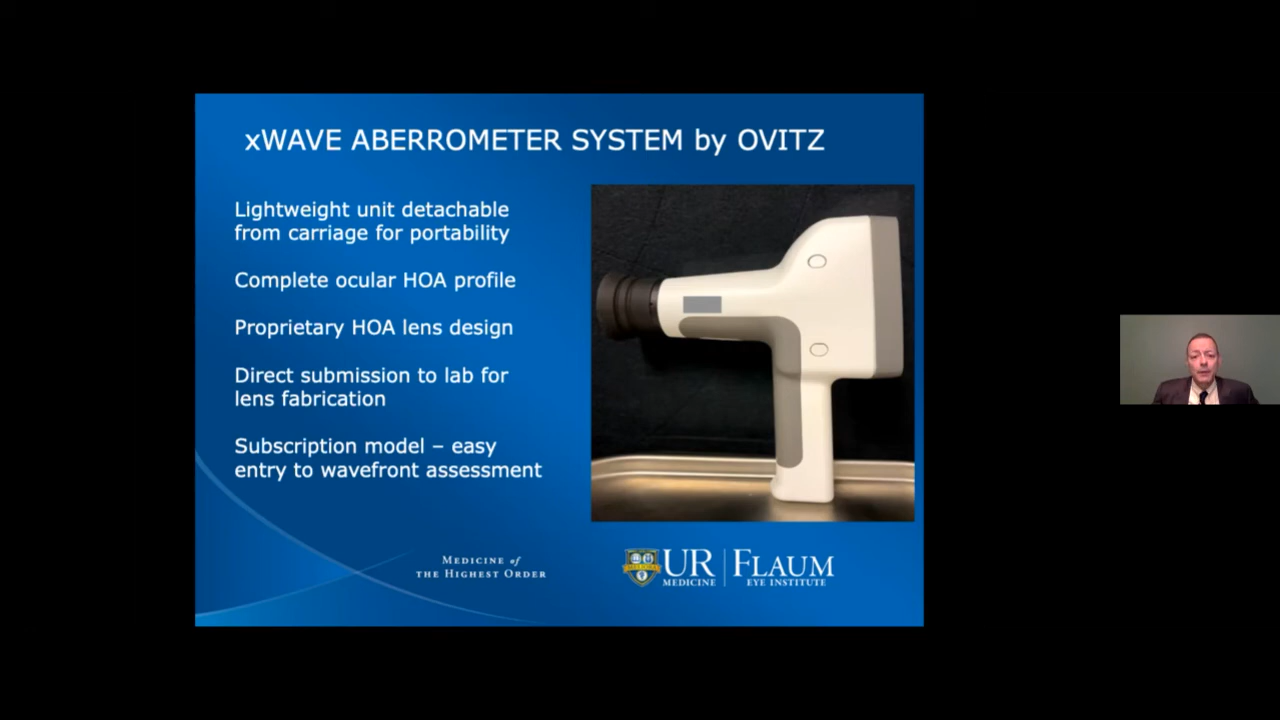 xWAVE ABERROMETER SYSTEM by OVITZ
Lightweight unit detachable
from carriage for portability
Complete ocular HOA profile
Proprietary HOA lens design
Direct submission to lab for
lens fabrication
Subscription model – easy
entry to wavefront assessment
MEDICINE of
THE HIGHEST ORDER
UR
MEDICINE
FLAUM
EYE INSTITUTE